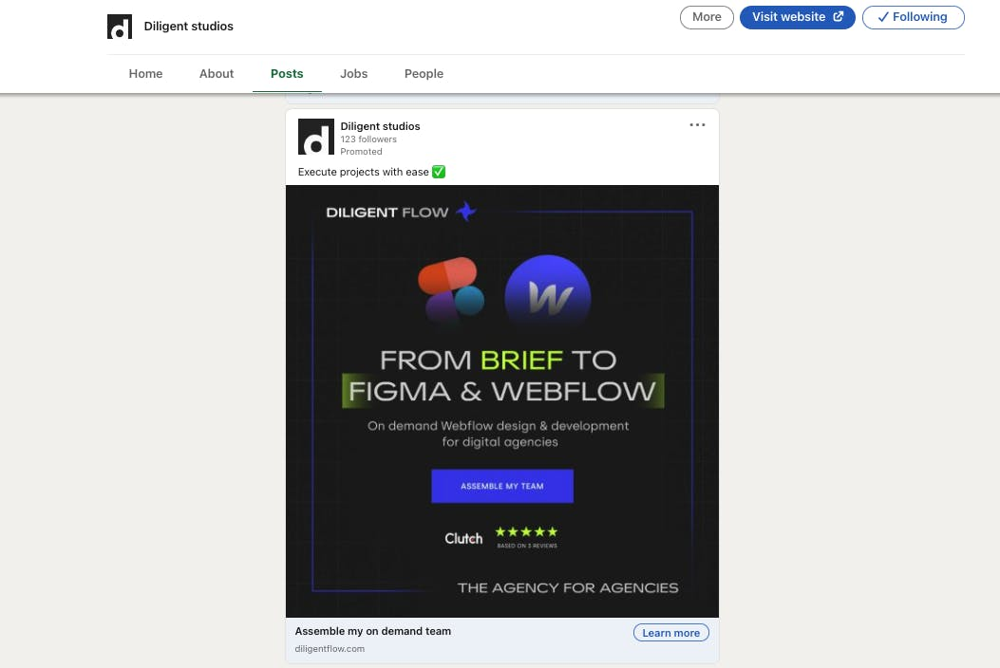 Diligent studios
More
Visit website
Following
Home
About
Posts
Jobs
People
Diligent studios
123 followers
Promoted
Execute projects with ease ✅
DILIGENT FLOW
FROM BRIEF TO
FIGMA & WEBFLOW
On demand Webflow design & development
for digital agencies
ASSEMBLE MY TEAM
Clutch
BASED ON 3 REVIEWS
THE AGENCY FOR AGENCIES
Assemble my on demand team
Learn more
diligentflow.com